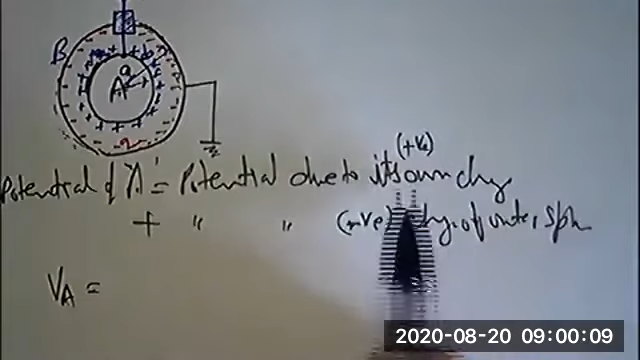 B
a b
A
Potential of 'A' = Potential due to its own chg
(+ve)
+ " " (-ve) chg. of outer sph
V_A =
2020-08-20 09:00:09